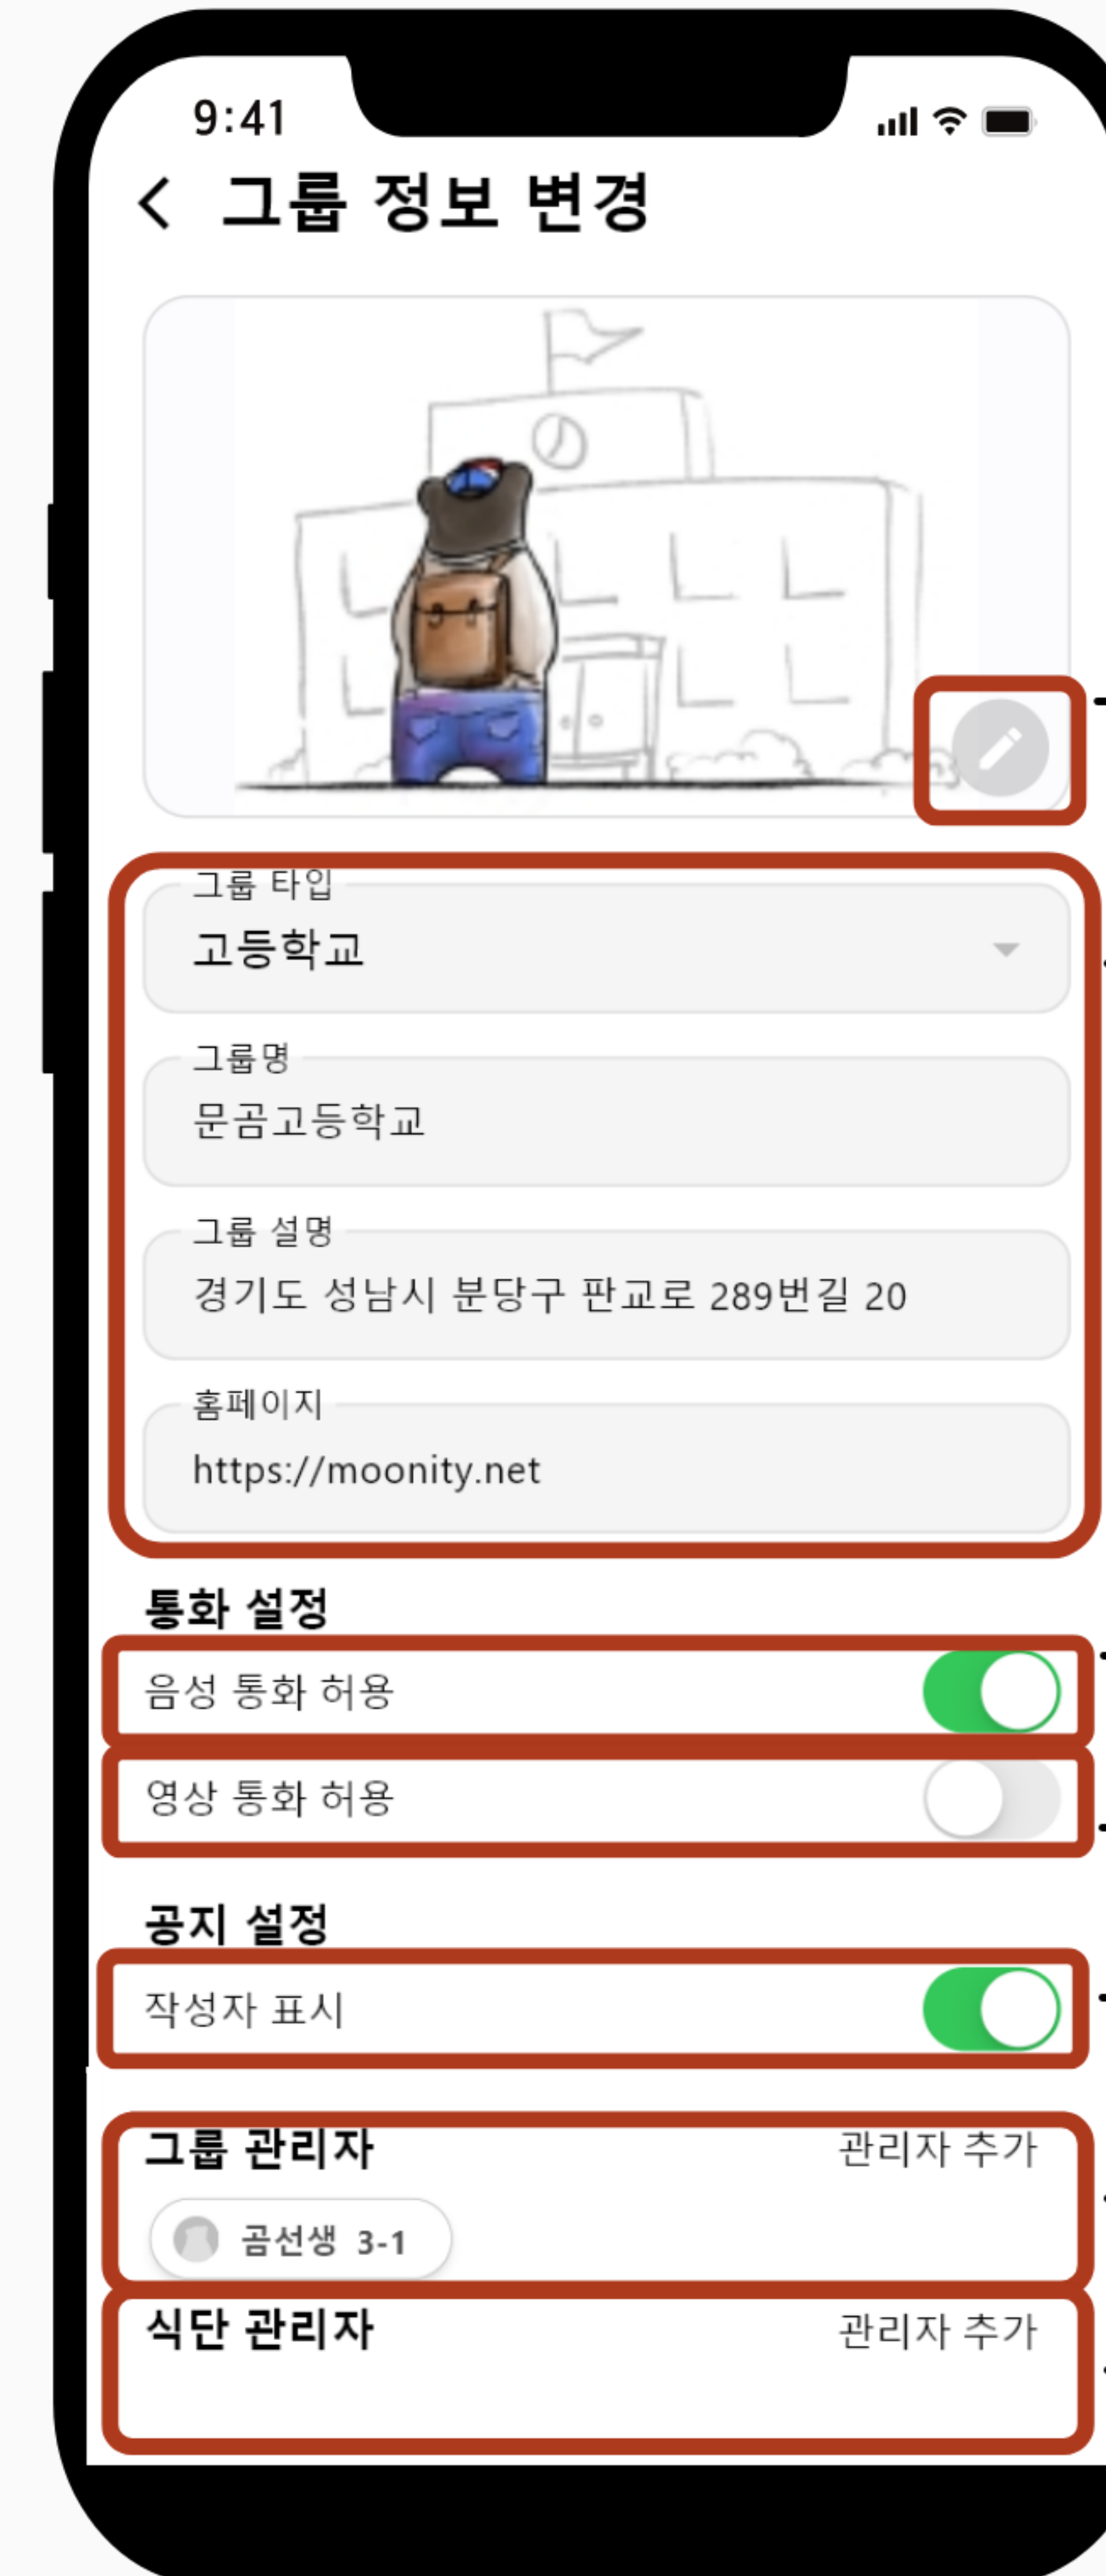 9:41
그룹 정보 변경
그룹 타입
고등학교
그룹명
문곰고등학교
그룹 설명
경기도 성남시 분당구 판교로 289번길 20
홈페이지
https://moonity.net
통화 설정
음성 통화 허용
영상 통화 허용
공지 설정
작성자 표시
그룹 관리자 관리자 추가
곰선생 3-1
식단 관리자 관리자 추가